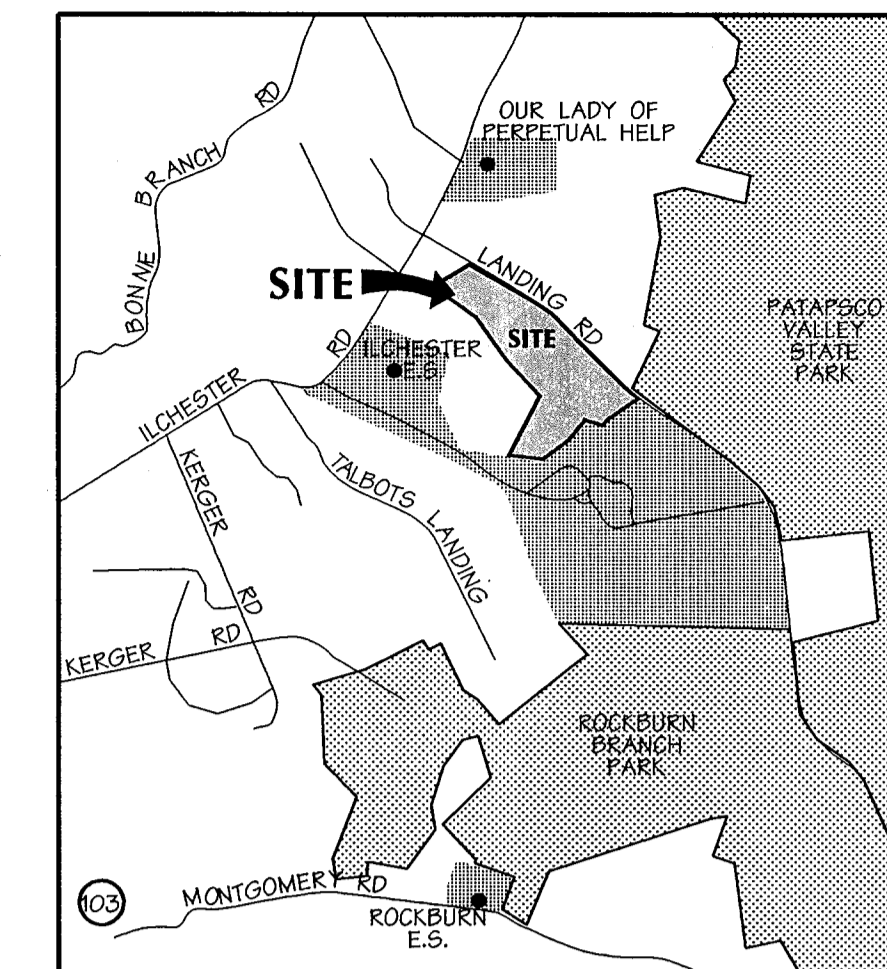 OUR LADY OF
PERPETUAL HELP
BONNE BRANCH RD
LANDING RD
SITE
SITE
PATAPSCO
VALLEY
STATE
PARK
RD
ILCHESTER
E.S.
ILCHESTER
KERGER RD
TALBOTS LANDING
KERGER RD
ROCKBURN
BRANCH
PARK
103
MONTGOMERY RD
ROCKBURN
E.S.